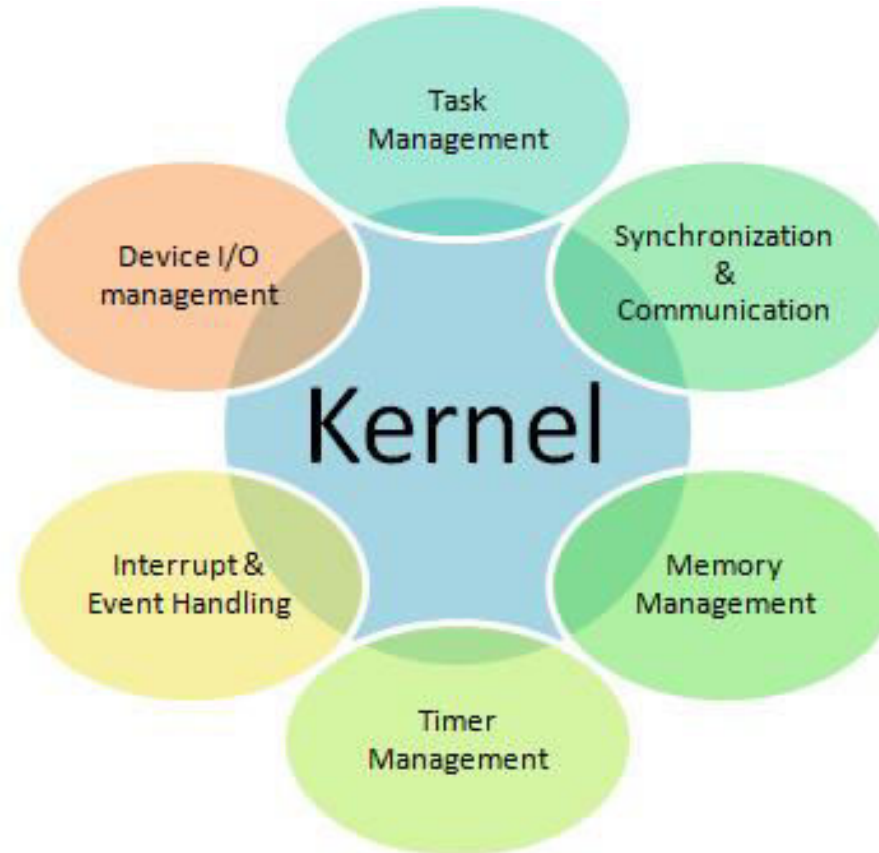 Task
Management
Synchronization
&
Communication
Device I/O
management
Kernel
Interrupt &
Event Handling
Memory
Management
Timer
Management